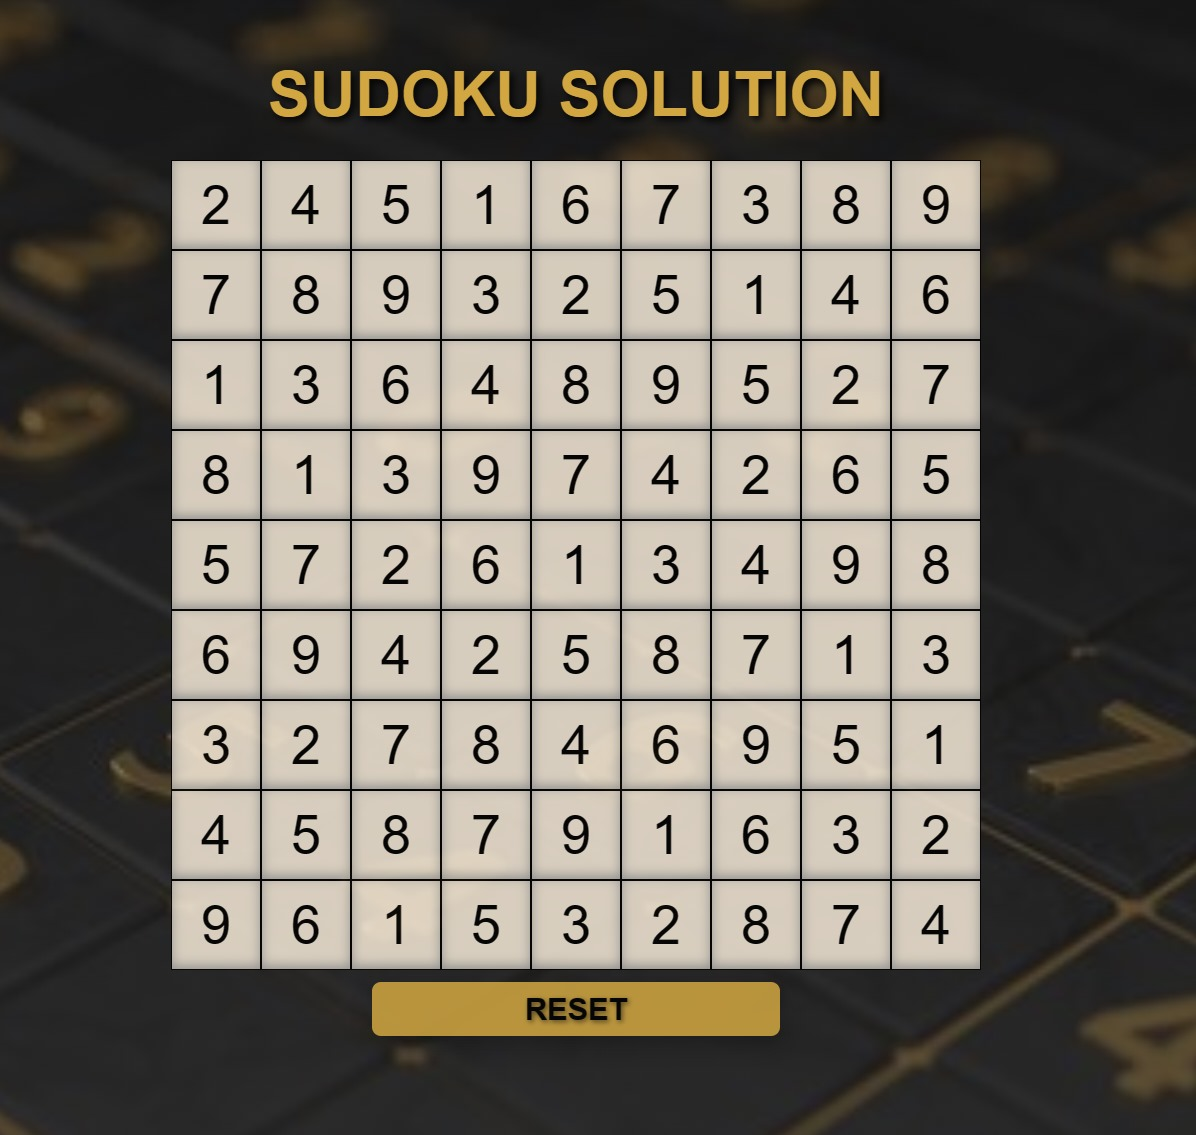 SUDOKU SOLUTION
2 4 5 1 6 7 3 8 9
7 8 9 3 2 5 1 4 6
1 3 6 4 8 9 5 2 7
8 1 3 9 7 4 2 6 5
5 7 2 6 1 3 4 9 8
6 9 4 2 5 8 7 1 3
3 2 7 8 4 6 9 5 1
4 5 8 7 9 1 6 3 2
9 6 1 5 3 2 8 7 4
RESET